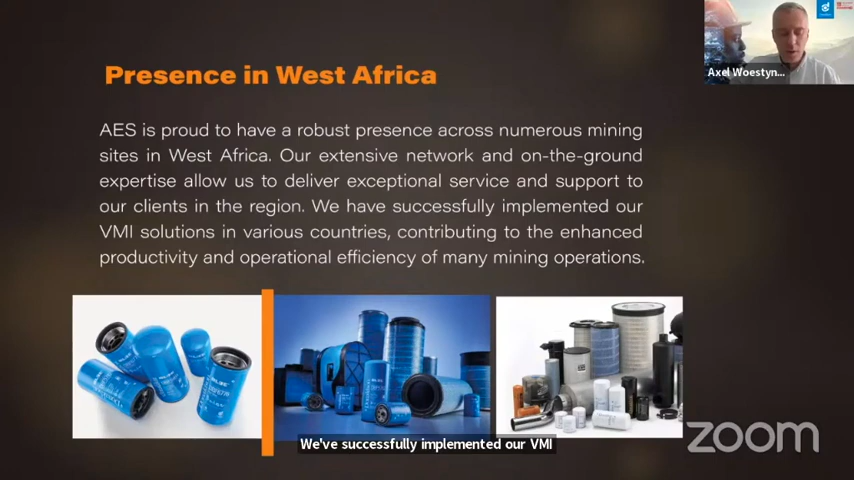 Presence in West Africa
Axel Woestyn...
AES is proud to have a robust presence across numerous mining
sites in West Africa. Our extensive network and on-the-ground
expertise allow us to deliver exceptional service and support to
our clients in the region. We have successfully implemented our
VMI solutions in various countries, contributing to the enhanced
productivity and operational efficiency of many mining operations.
We've successfully implemented our VMI
zoom